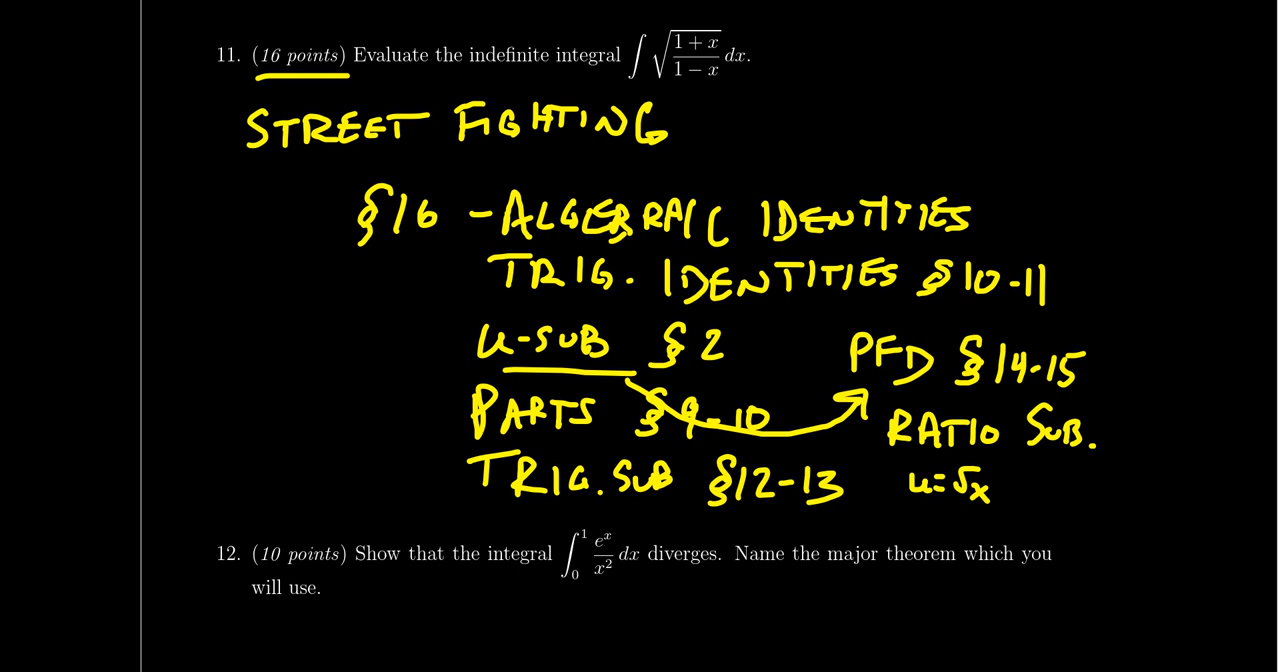 11. (16 points) Evaluate the indefinite integral ∫ √((1 + x)/(1 − x)) dx.
STREET FIGHTING
§16 - ALGEBRAIC IDENTITIES
TRIG. IDENTITIES §10-11
u-SUB §2
PFD §14-15
PARTS §9-10
RATIO SUB.
TRIG. SUB §12-13
u=√x
12. (10 points) Show that the integral ∫₀¹ eˣ/x² dx diverges. Name the major theorem which you
will use.